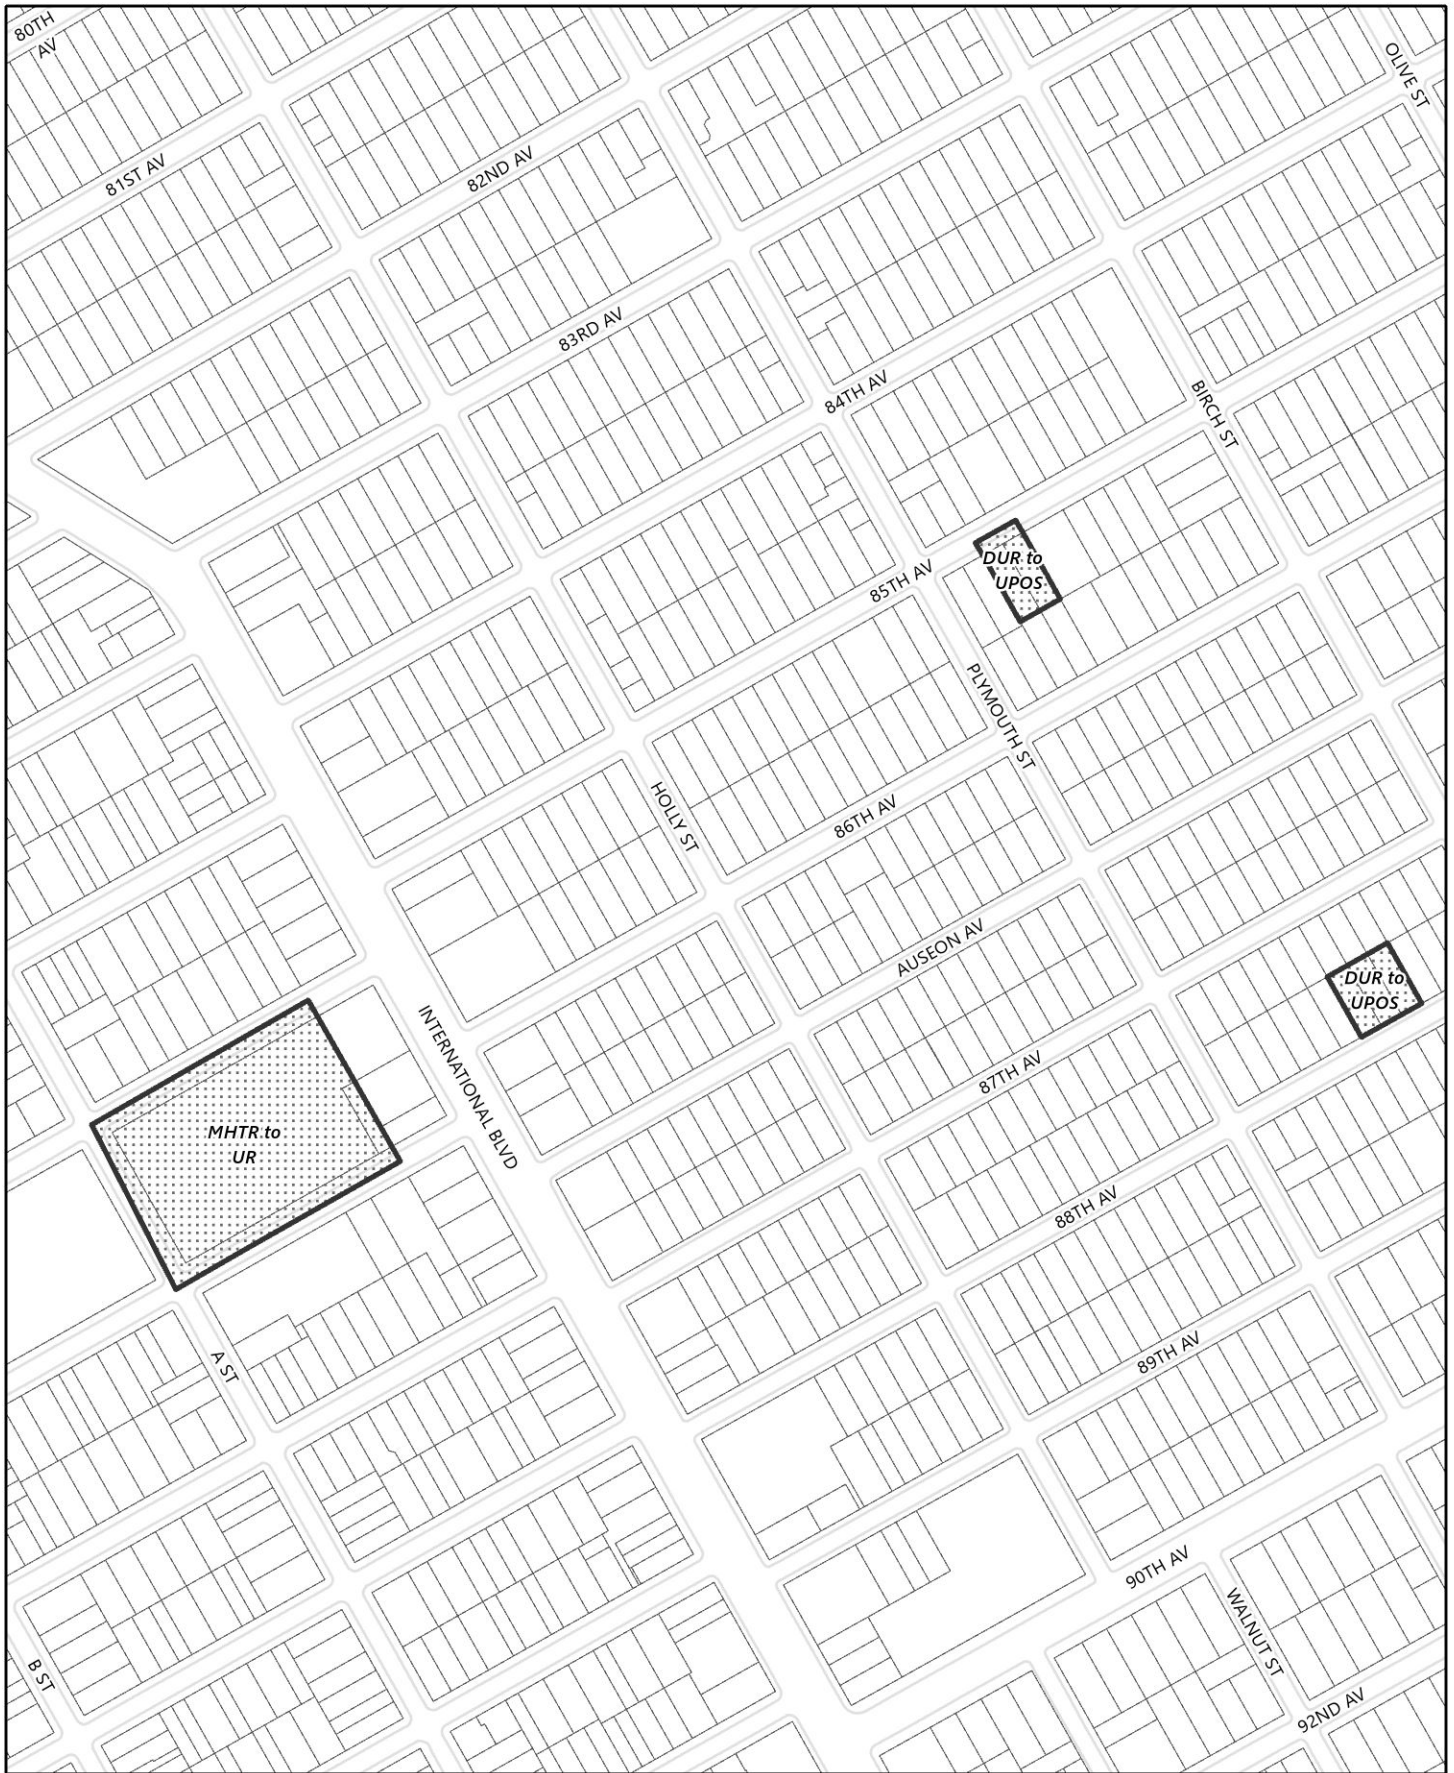 80TH
AV
OLIVE ST
81ST AV
82ND AV
83RD AV
84TH AV
BIRCH ST
DUR to
UPOS
85TH AV
PLYMOUTH ST
HOLLY ST
86TH AV
AUSEON AV
DUR to
UPOS
INTERNATIONAL BLVD
87TH AV
MHTR to
UR
88TH AV
A ST
89TH AV
90TH AV
WALNUT ST
B ST
92ND AV